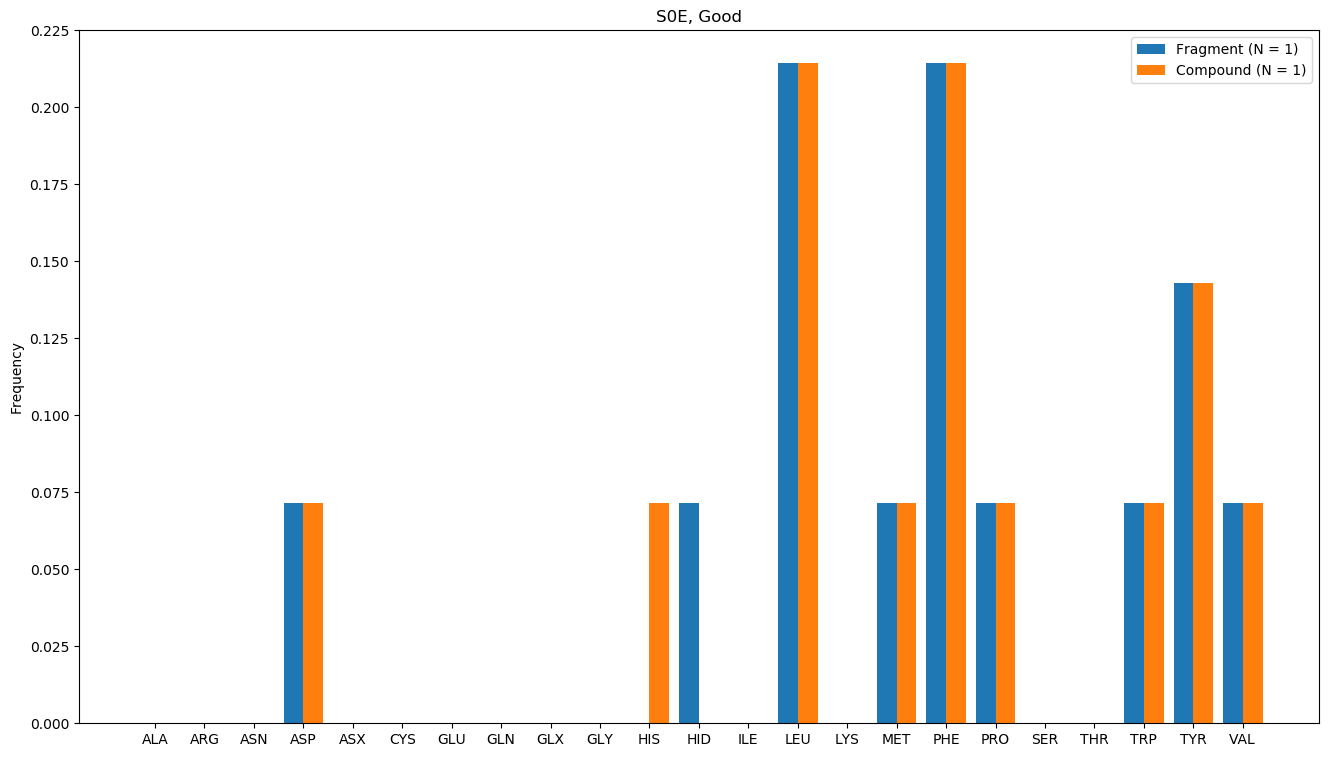 S0E, Good
Fragment (N = 1)
Compound (N = 1)
Frequency
0.225
0.200
0.175
0.150
0.125
0.100
0.075
0.050
0.025
0.000
ALA ARG ASN ASP ASX CYS GLU GLN GLX GLY HIS HID ILE LEU LYS MET PHE PRO SER THR TRP TYR VAL